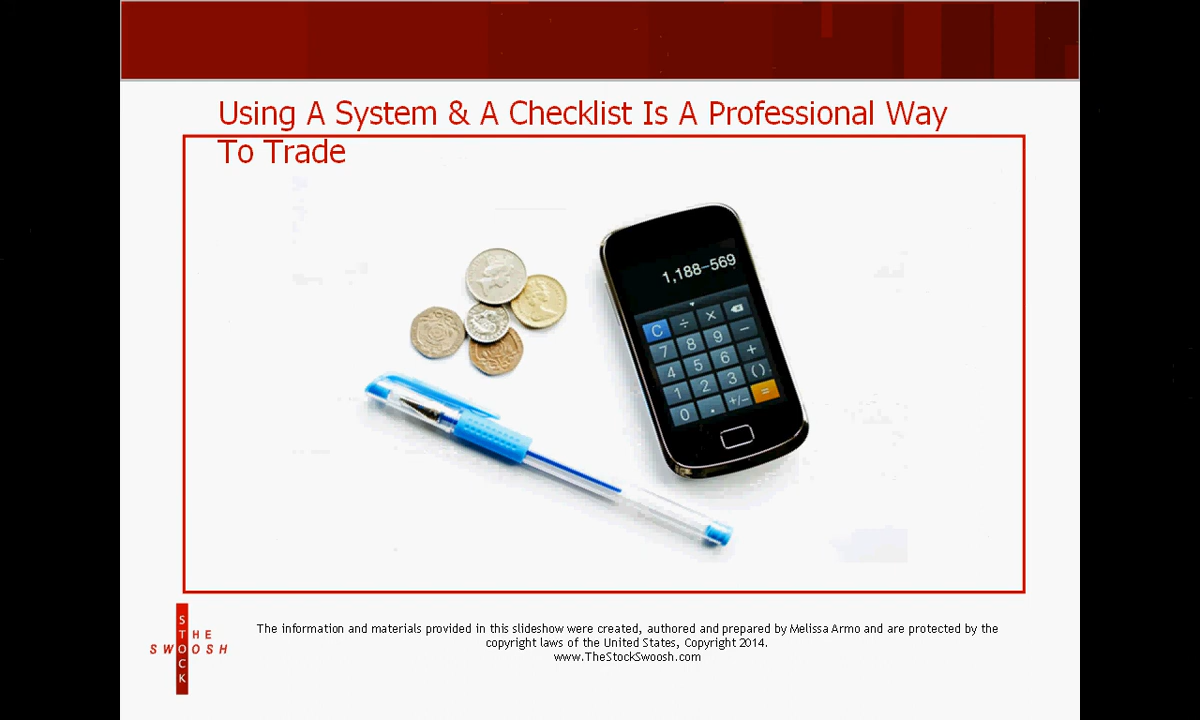 Using A System & A Checklist Is A Professional Way
To Trade
1,188-569
C ÷ × 
7 8 9 −
4 5 6 +
1 2 3 ( )
0 . +/− =
STOCK
THE
SWOOSH
The information and materials provided in this slideshow were created, authored and prepared by Melissa Armo and are protected by the
copyright laws of the United States, Copyright 2014.
www.TheStockSwoosh.com